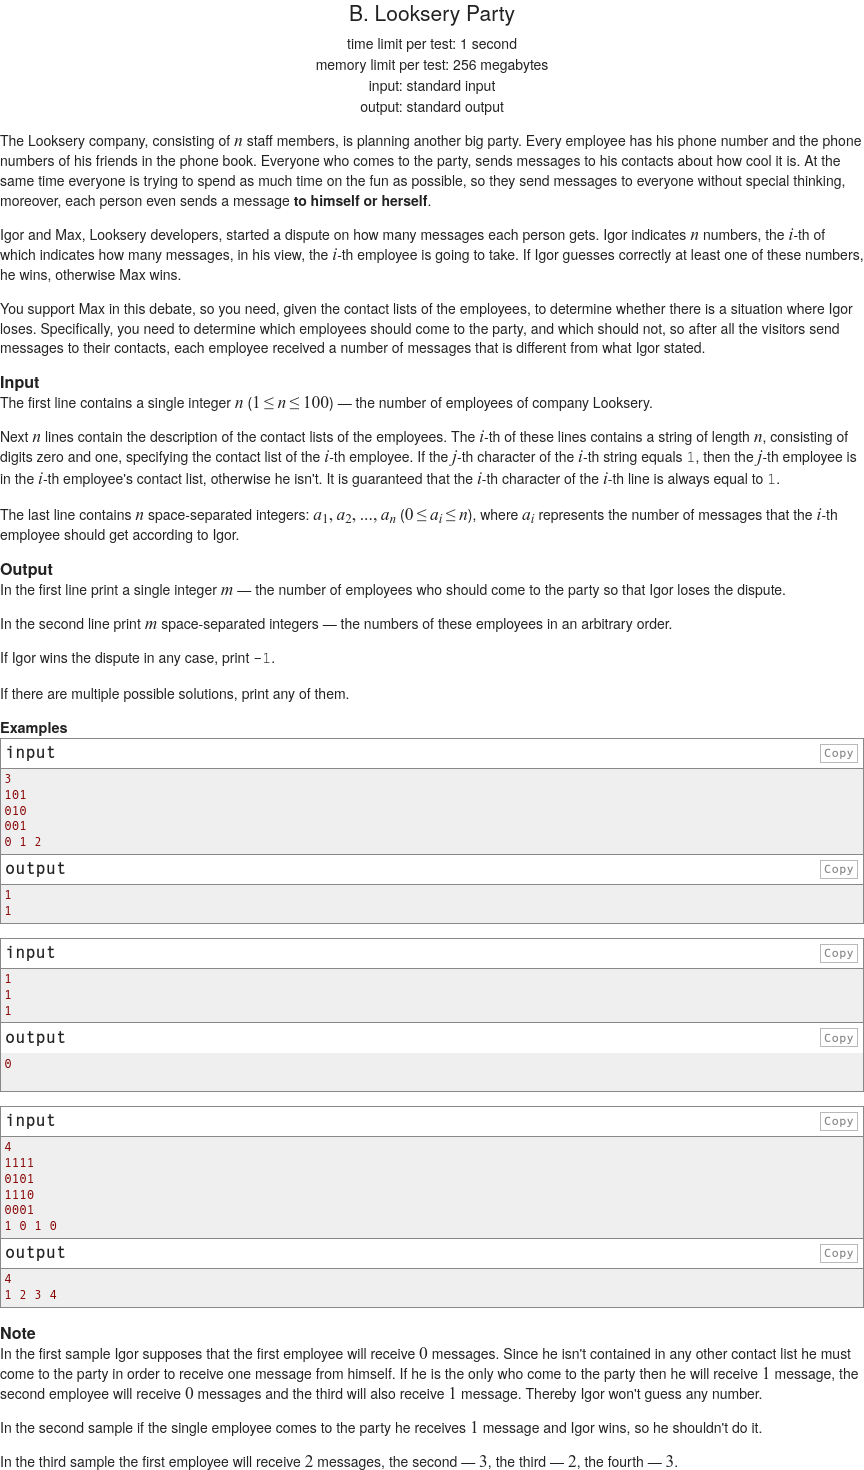 B. Looksery Party
time limit per test: 1 second
memory limit per test: 256 megabytes
input: standard input
output: standard output
The Looksery company, consisting of n staff members, is planning another big party. Every employee has his phone number and the phone
numbers of his friends in the phone book. Everyone who comes to the party, sends messages to his contacts about how cool it is. At the
same time everyone is trying to spend as much time on the fun as possible, so they send messages to everyone without special thinking,
moreover, each person even sends a message to himself or herself.
Igor and Max, Looksery developers, started a dispute on how many messages each person gets. Igor indicates n numbers, the i-th of
which indicates how many messages, in his view, the i-th employee is going to take. If Igor guesses correctly at least one of these numbers,
he wins, otherwise Max wins.
You support Max in this debate, so you need, given the contact lists of the employees, to determine whether there is a situation where Igor
loses. Specifically, you need to determine which employees should come to the party, and which should not, so after all the visitors send
messages to their contacts, each employee received a number of messages that is different from what Igor stated.
Input
The first line contains a single integer n (1 ≤ n ≤ 100) — the number of employees of company Looksery.
Next n lines contain the description of the contact lists of the employees. The i-th of these lines contains a string of length n, consisting of
digits zero and one, specifying the contact list of the i-th employee. If the j-th character of the i-th string equals 1, then the j-th employee is
in the i-th employee's contact list, otherwise he isn't. It is guaranteed that the i-th character of the i-th line is always equal to 1.
The last line contains n space-separated integers: a1, a2, ..., an (0 ≤ ai ≤ n), where ai represents the number of messages that the i-th
employee should get according to Igor.
Output
In the first line print a single integer m — the number of employees who should come to the party so that Igor loses the dispute.
In the second line print m space-separated integers — the numbers of these employees in an arbitrary order.
If Igor wins the dispute in any case, print -1.
If there are multiple possible solutions, print any of them.
Examples
input Copy
3
101
010
001
0 1 2
output Copy
1
1
input Copy
1
1
1
output Copy
0
input Copy
4
1111
0101
1110
0001
1 0 1 0
output Copy
4
1 2 3 4
Note
In the first sample Igor supposes that the first employee will receive 0 messages. Since he isn't contained in any other contact list he must
come to the party in order to receive one message from himself. If he is the only who come to the party then he will receive 1 message, the
second employee will receive 0 messages and the third will also receive 1 message. Thereby Igor won't guess any number.
In the second sample if the single employee comes to the party he receives 1 message and Igor wins, so he shouldn't do it.
In the third sample the first employee will receive 2 messages, the second — 3, the third — 2, the fourth — 3.